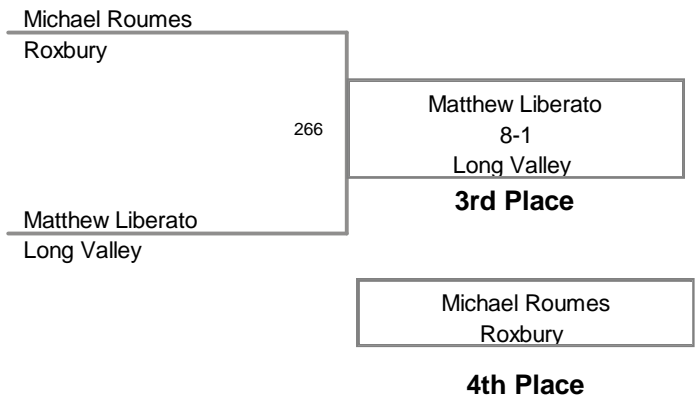 Michael Roumes
Roxbury
266
Matthew Liberato
8-1
Long Valley
3rd Place
Matthew Liberato
Long Valley
Michael Roumes
Roxbury
4th Place